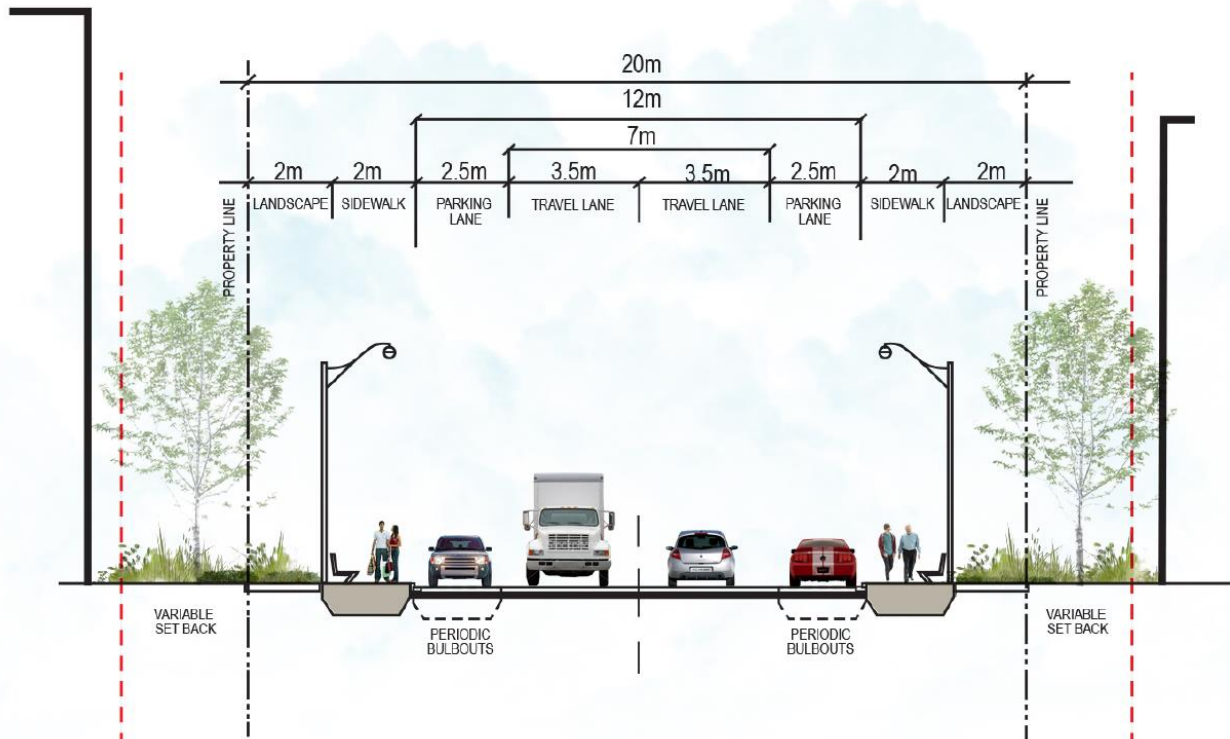 20m
12m
7m
2m 2m 2.5m 3.5m 3.5m 2.5m 2m 2m
LANDSCAPE SIDEWALK PARKING LANE TRAVEL LANE TRAVEL LANE PARKING LANE SIDEWALK LANDSCAPE
PROPERTY LINE
PROPERTY LINE
VARIABLE
SET BACK
PERIODIC
BULBOUTS
PERIODIC
BULBOUTS
VARIABLE
SET BACK